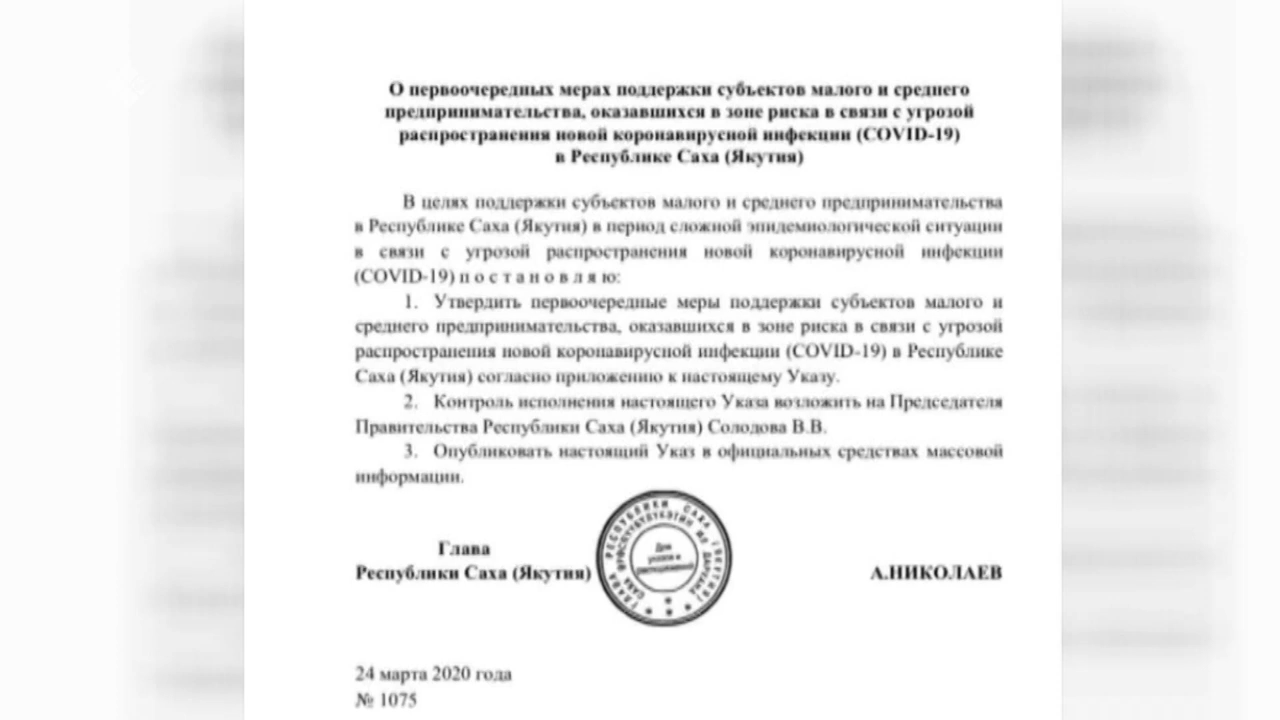 О первоочередных мерах поддержки субъектов малого и среднего
предпринимательства, оказавшихся в зоне риска в связи с угрозой
распространения новой коронавирусной инфекции (COVID-19)
в Республике Саха (Якутия)
В целях поддержки субъектов малого и среднего предпринимательства
в Республике Саха (Якутия) в период сложной эпидемиологической ситуации
в связи с угрозой распространения новой коронавирусной инфекции
(COVID-19) п о с т а н о в л я ю:
1. Утвердить первоочередные меры поддержки субъектов малого и
среднего предпринимательства, оказавшихся в зоне риска в связи с угрозой
распространения новой коронавирусной инфекции (COVID-19) в Республике
Саха (Якутия) согласно приложению к настоящему Указу.
2. Контроль исполнения настоящего Указа возложить на Председателя
Правительства Республики Саха (Якутия) Солодова В.В.
3. Опубликовать настоящий Указ в официальных средствах массовой
информации.
Глава
Республики Саха (Якутия)
А.НИКОЛАЕВ
24 марта 2020 года
№ 1075